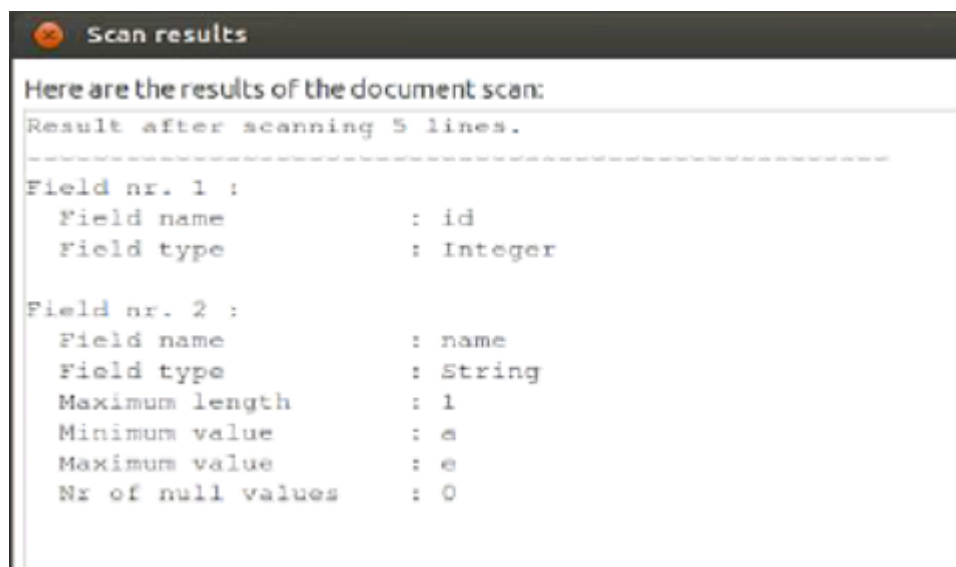 Scan results
Here are the results of the document scan:
Result after scanning 5 lines.
------------------------------------------------------
Field nr. 1 :
Field name : id
Field type : Integer
Field nr. 2 :
Field name : name
Field type : String
Maximum length : 1
Minimum value : a
Maximum value : e
Nr of null values : 0